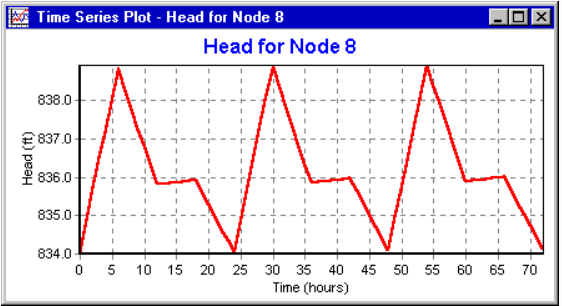 Time Series Plot - Head for Node 8
Head for Node 8
838.0
837.0
836.0
835.0
834.0
Head (ft)
0 5 10 15 20 25 30 35 40 45 50 55 60 65 70
Time (hours)